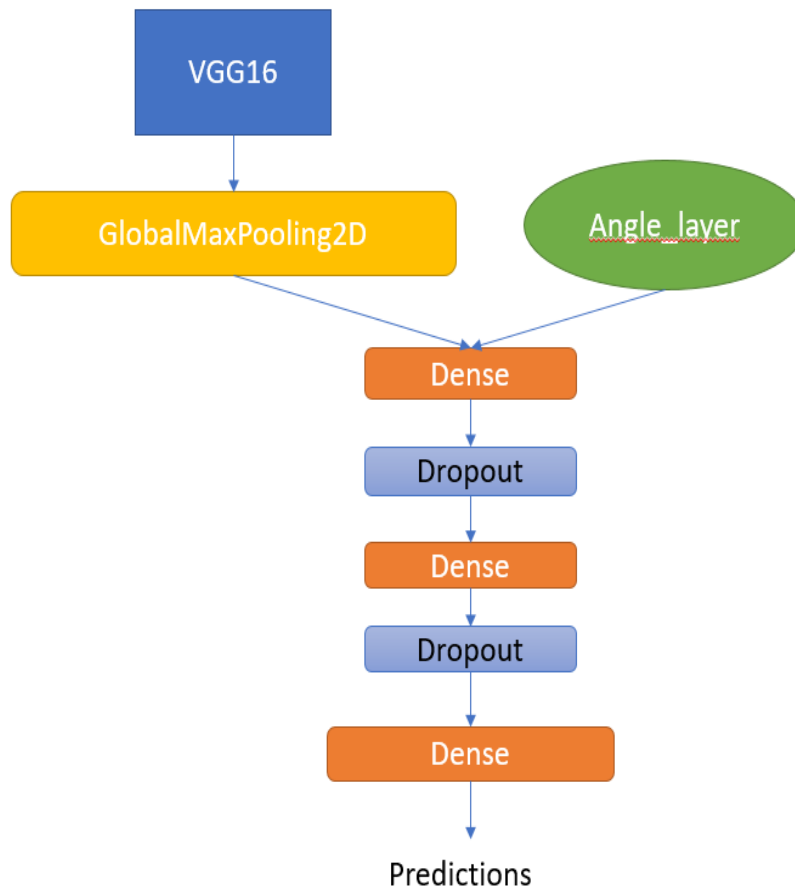 VGG16
GlobalMaxPooling2D
Angle_layer
Dense
Dropout
Dense
Dropout
Dense
Predictions